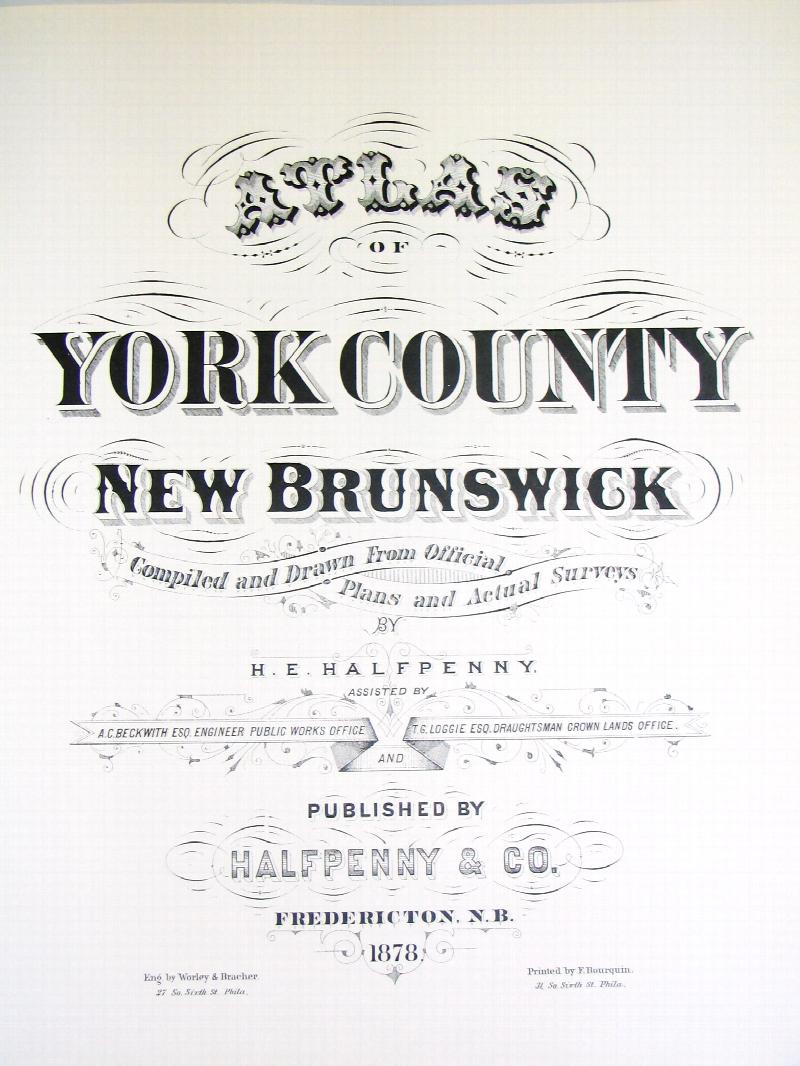 ATLAS
OF
YORK COUNTY
NEW BRUNSWICK
Compiled and Drawn From Official
Plans and Actual Surveys
BY
H. E. HALFPENNY.
ASSISTED BY
A.C. BECKWITH ESQ. ENGINEER PUBLIC WORKS OFFICE
AND
T.G. LOGGIE ESQ. DRAUGHTSMAN CROWN LANDS OFFICE.
PUBLISHED BY
HALFPENNY & CO.
FREDERICTON, N.B.
1878.
Eng by Worley & Bracher.
27 So. Sixth St. Phila.
Printed by F. Bourquin.
31, So. Sixth St. Phila.